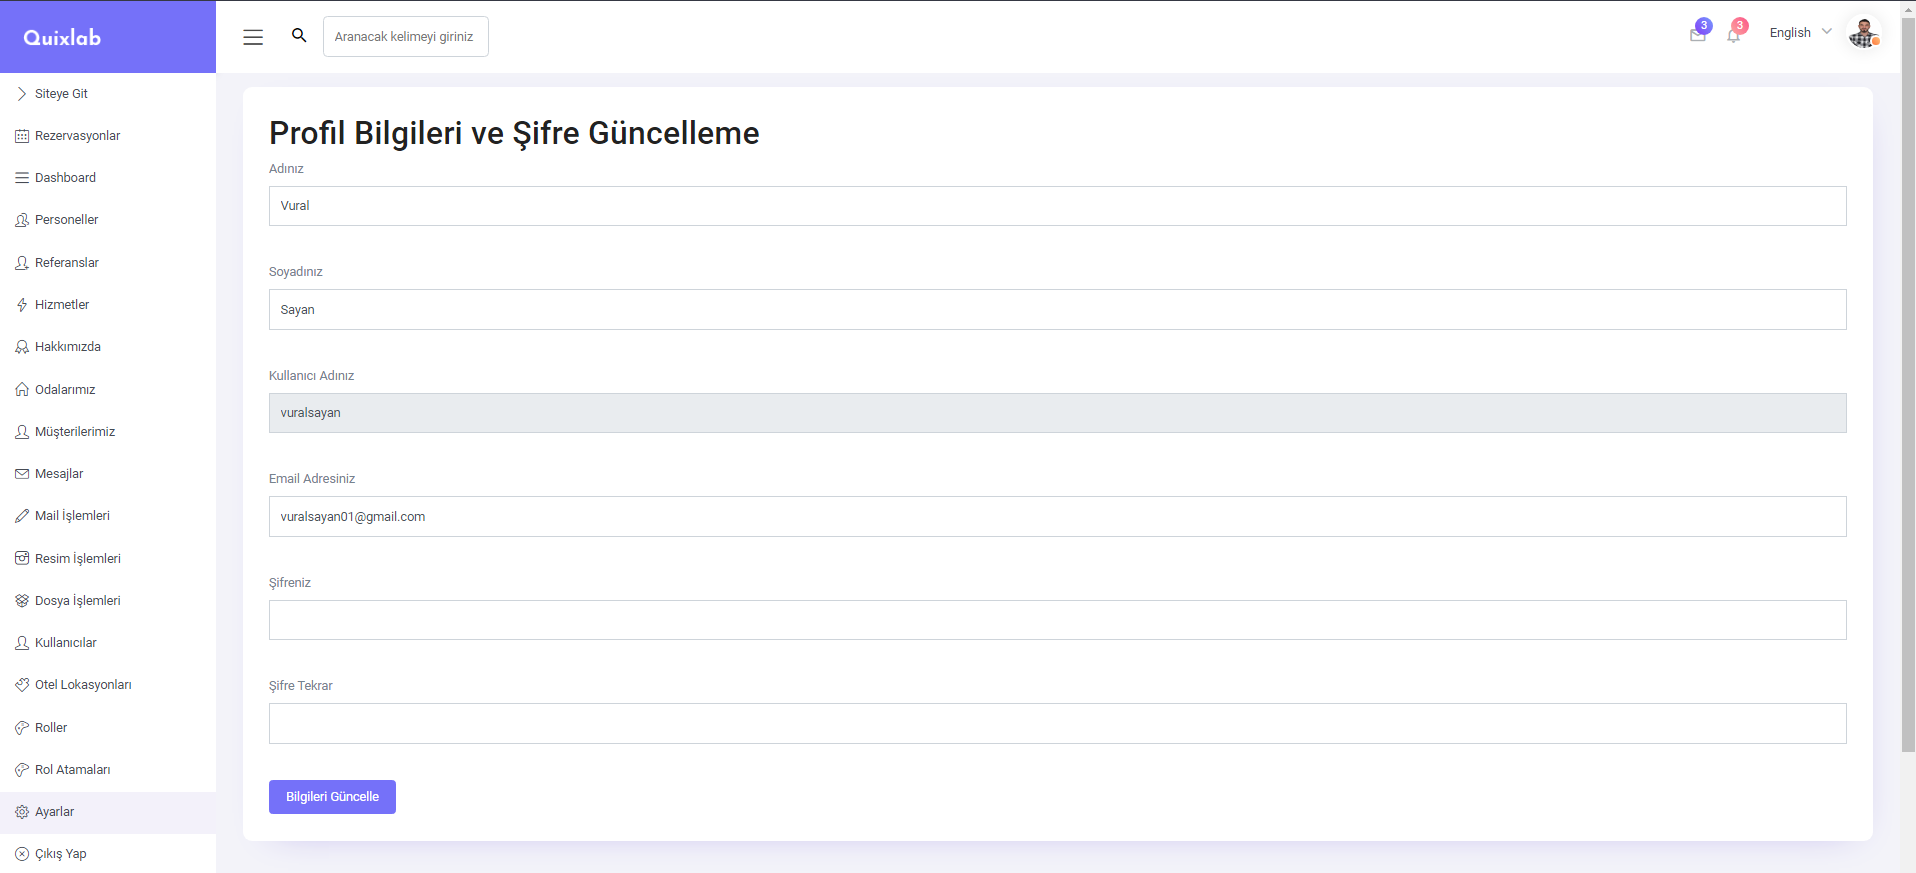 Quixlab
Aranacak kelimeyi giriniz
3
3
English
Siteye Git
Rezervasyonlar
Dashboard
Personeller
Referanslar
Hizmetler
Hakkımızda
Odalarımız
Müşterilerimiz
Mesajlar
Mail İşlemleri
Resim İşlemleri
Dosya İşlemleri
Kullanıcılar
Otel Lokasyonları
Roller
Rol Atamaları
Ayarlar
Çıkış Yap
Profil Bilgileri ve Şifre Güncelleme
Adınız
Vural
Soyadınız
Sayan
Kullanıcı Adınız
vuralsayan
Email Adresiniz
vuralsayan01@gmail.com
Şifreniz
Şifre Tekrar
Bilgileri Güncelle